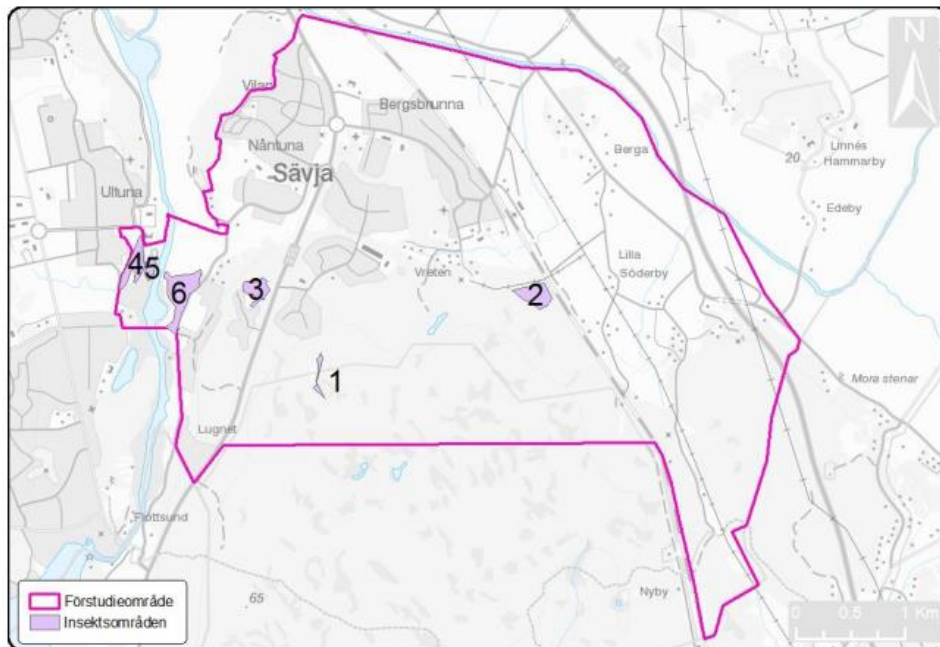 N
Vilan
Bergsbrunna
Nåntuna
Sävja
Berga
Linnés
Hammarby
20
Edeby
Ultuna
Lilla
Söderby
Vreten
4
5
6
3
2
1
Mora stenar
Lugnet
Flottsund
Nyby
65
Förstudieområde
Insektsområden
0 0.5 1 Km